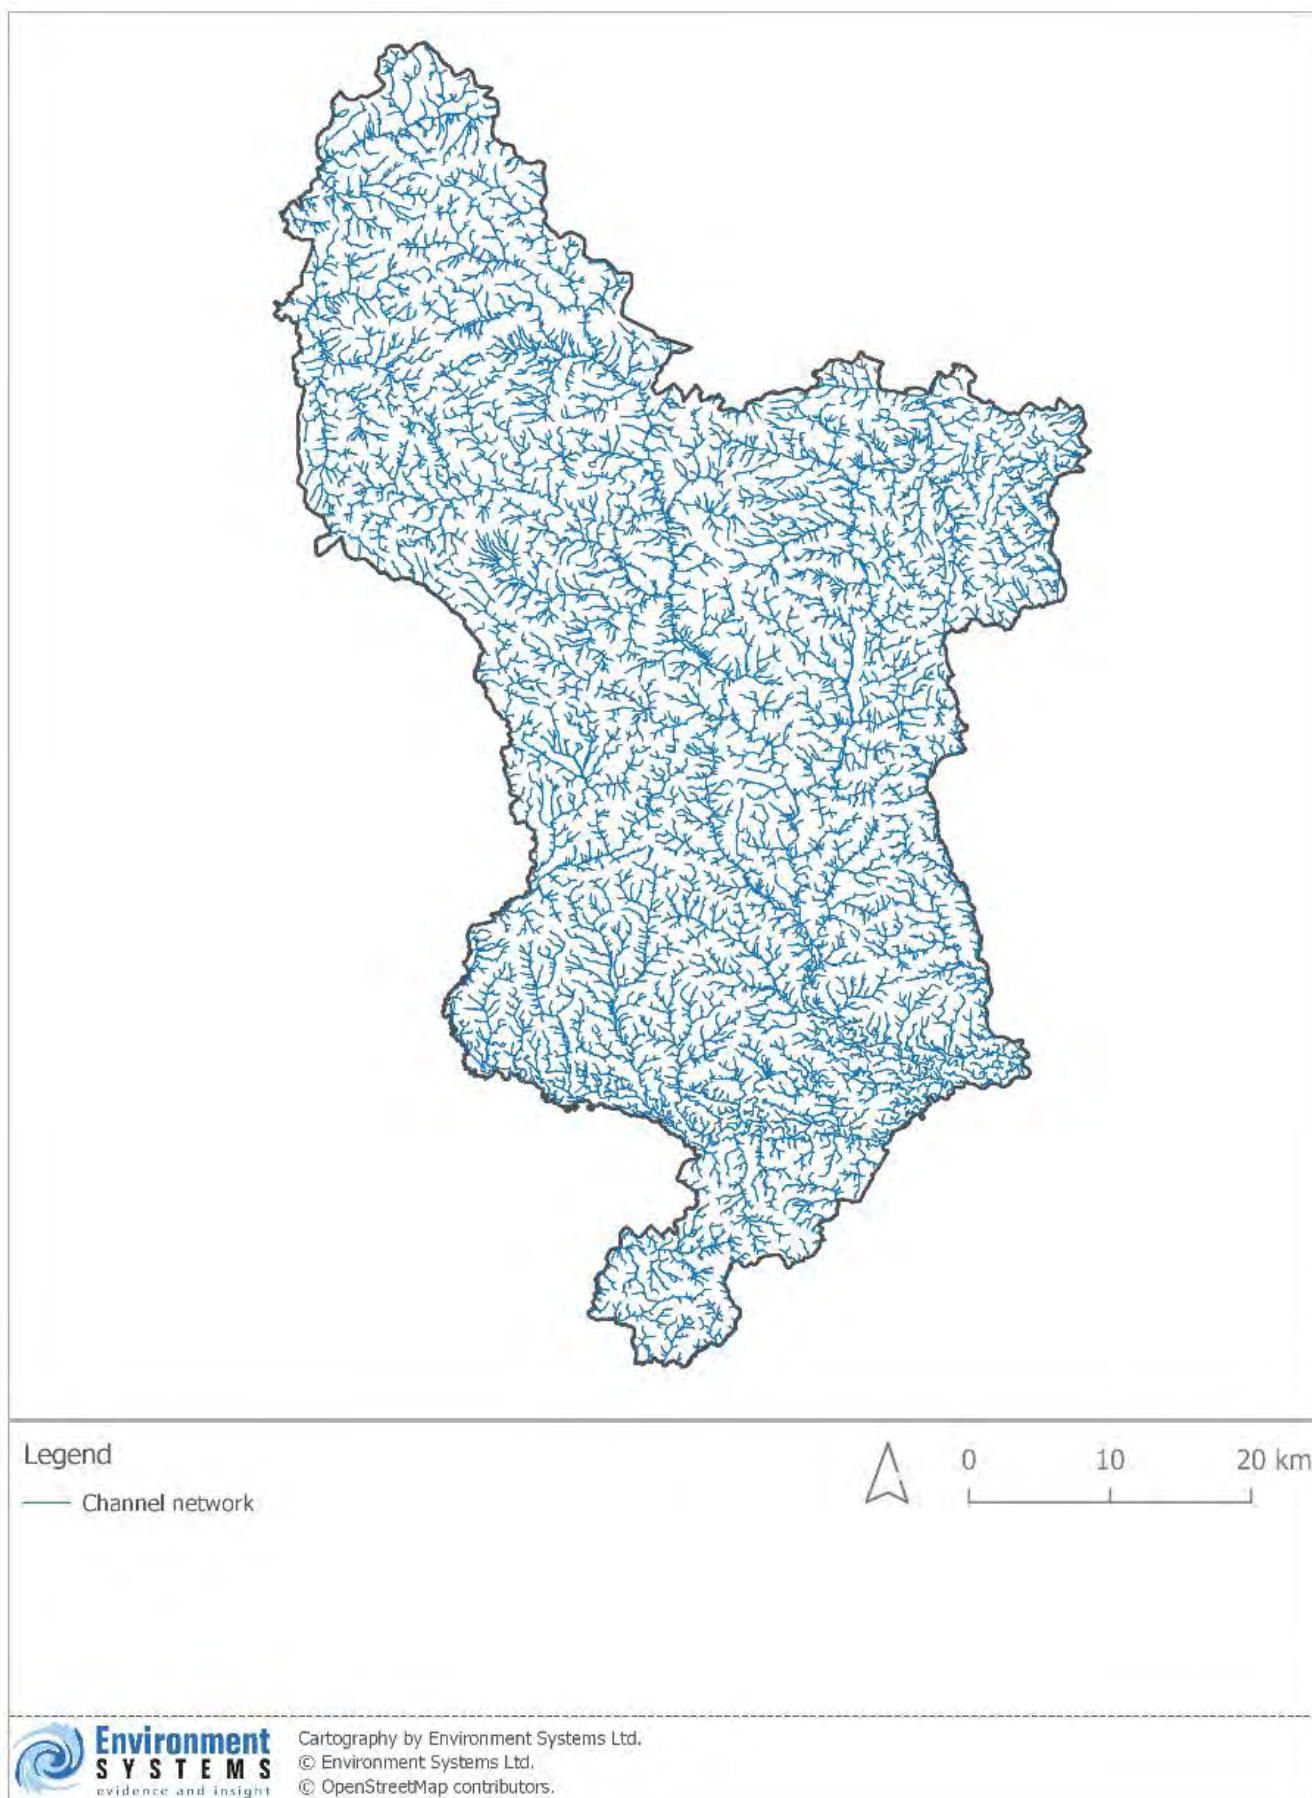 Legend
Channel network
0 10 20 km
Environment
SYSTEMS
evidence and insight
Cartography by Environment Systems Ltd.
© Environment Systems Ltd.
© OpenStreetMap contributors.